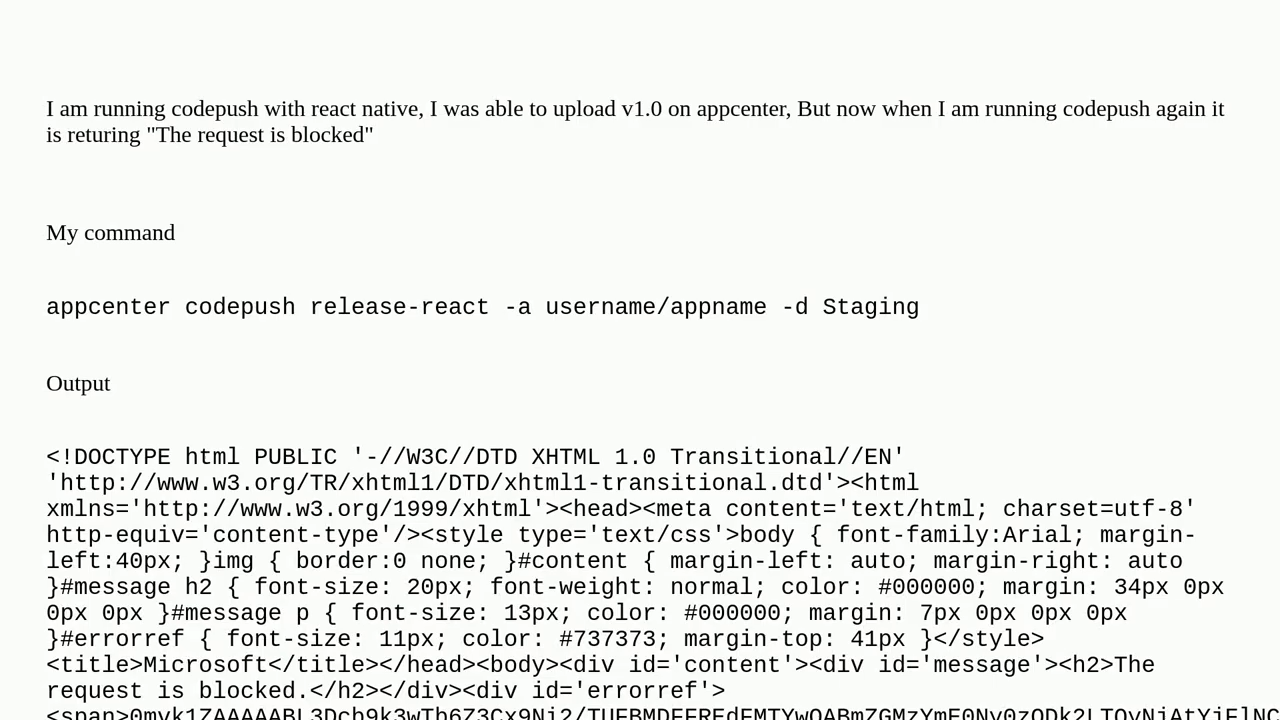 I am running codepush with react native, I was able to upload v1.0 on appcenter, But now when I am running codepush again it
is returing "The request is blocked"
My command
appcenter codepush release-react -a username/appname -d Staging
Output
<!DOCTYPE html PUBLIC '-//W3C//DTD XHTML 1.0 Transitional//EN'
'http://www.w3.org/TR/xhtml1/DTD/xhtml1-transitional.dtd'><html
xmlns='http://www.w3.org/1999/xhtml'><head><meta content='text/html; charset=utf-8'
http-equiv='content-type'/><style type='text/css'>body { font-family:Arial; margin-
left:40px; }img { border:0 none; }#content { margin-left: auto; margin-right: auto
}#message h2 { font-size: 20px; font-weight: normal; color: #000000; margin: 34px 0px
0px 0px }#message p { font-size: 13px; color: #000000; margin: 7px 0px 0px 0px
}#errorref { font-size: 11px; color: #737373; margin-top: 41px }</style>
<title>Microsoft</title></head><body><div id='content'><div id='message'><h2>The
request is blocked.</h2></div><div id='errorref'>